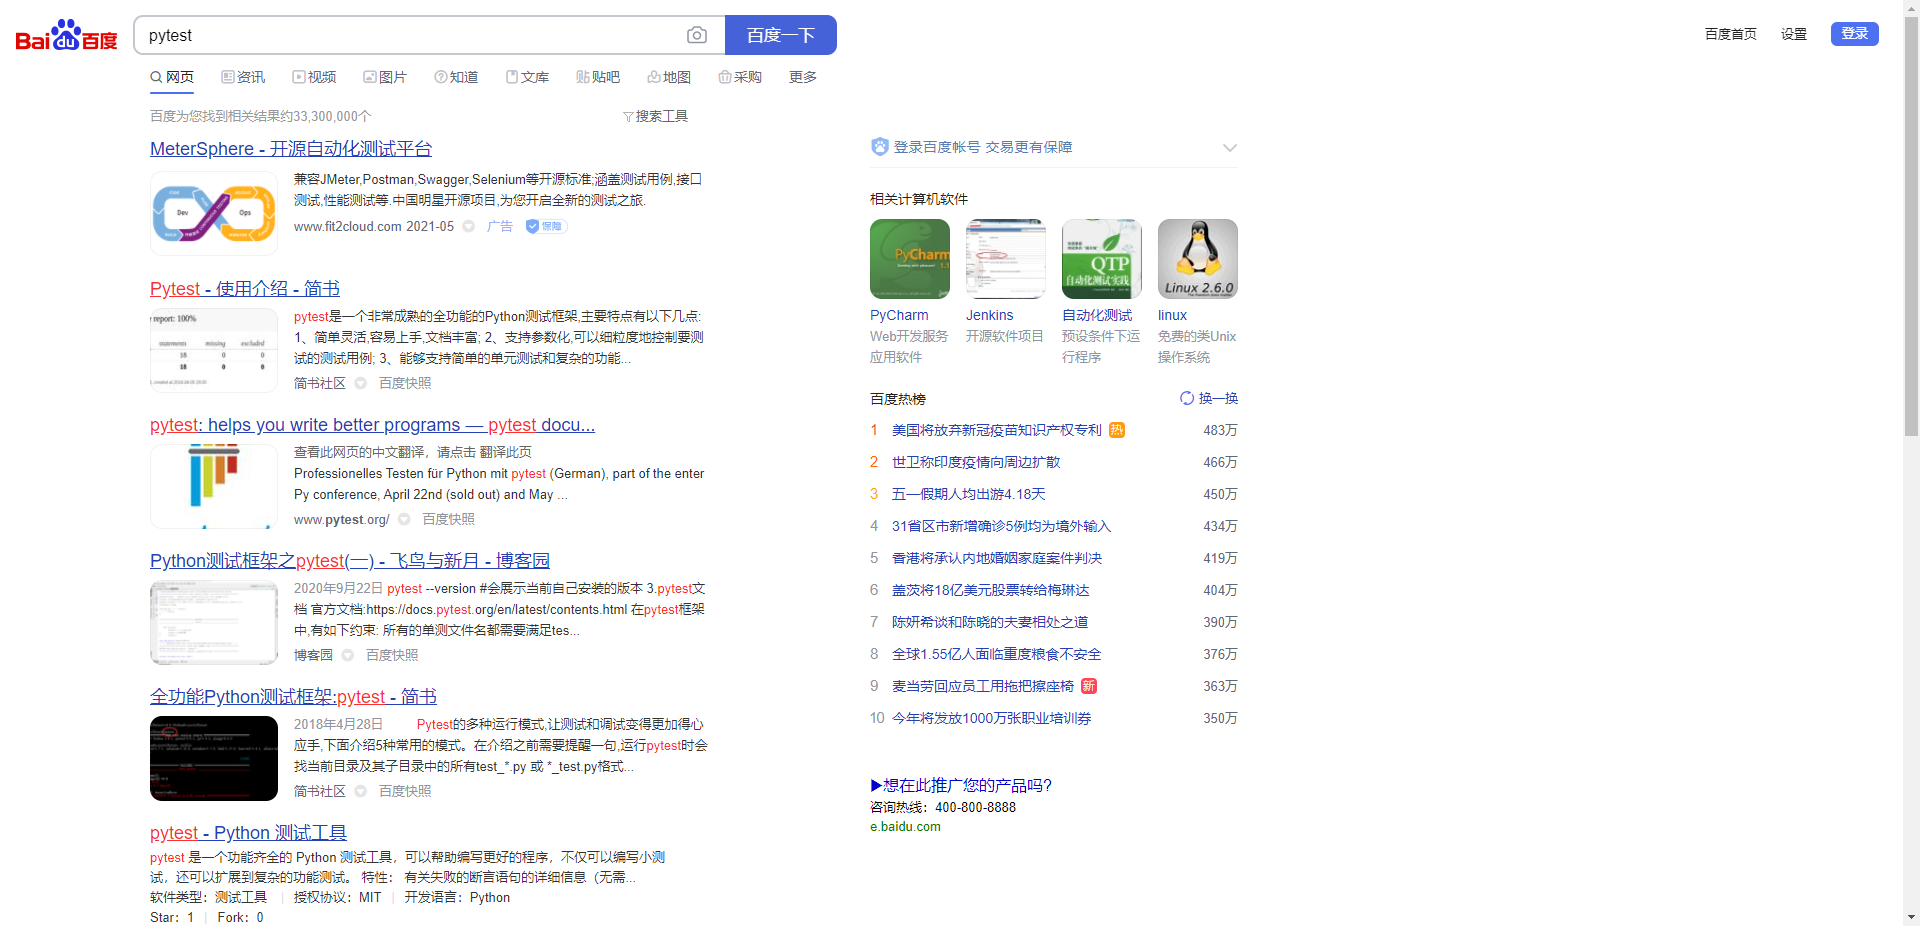 Bai du 百度
pytest
百度一下
百度首页 设置 登录
网页 资讯 视频 图片 知道 文库 贴吧 地图 采购 更多
百度为您找到相关结果约33,300,000个
搜索工具
MeterSphere - 开源自动化测试平台
Dev Ops
兼容JMeter,Postman,Swagger,Selenium等开源标准;涵盖测试用例,接口
测试,性能测试等.中国明星开源项目,为您开启全新的测试之旅.
www.fit2cloud.com 2021-05 广告 保障
Pytest - 使用介绍 - 简书
report: 100%
statements missing excluded
18 0 0
18 0 0
pytest是一个非常成熟的全功能的Python测试框架,主要特点有以下几点:
1、简单灵活,容易上手,文档丰富; 2、支持参数化,可以细粒度地控制要测
试的测试用例; 3、能够支持简单的单元测试和复杂的功能...
简书社区 百度快照
pytest: helps you write better programs — pytest docu...
查看此网页的中文翻译，请点击 翻译此页
Professionelles Testen für Python mit pytest (German), part of the enter
Py conference, April 22nd (sold out) and May ...
www.pytest.org/ 百度快照
Python测试框架之pytest(一) - 飞鸟与新月 - 博客园
2020年9月22日 pytest --version #会展示当前自己安装的版本 3.pytest文
档 官方文档:https://docs.pytest.org/en/latest/contents.html 在pytest框架
中,有如下约束: 所有的单测文件名都需要满足tes...
博客园 百度快照
全功能Python测试框架:pytest - 简书
2018年4月28日 Pytest的多种运行模式,让测试和调试变得更加得心
应手,下面介绍5种常用的模式。在介绍之前需要提醒一句,运行pytest时会
找当前目录及其子目录中的所有test_*.py 或 *_test.py格式...
简书社区 百度快照
pytest - Python 测试工具
pytest 是一个功能齐全的 Python 测试工具，可以帮助编写更好的程序，不仅可以编写小测
试，还可以扩展到复杂的功能测试。 特性： 有关失败的断言语句的详细信息（无需...
软件类型：测试工具 | 授权协议：MIT | 开发语言：Python
Star：1 | Fork：0
登录百度帐号 交易更有保障
相关计算机软件
PyCharm
QTP
自动化测试实践
Linux 2.6.0
PyCharm Jenkins 自动化测试 linux
Web开发服务 开源软件项目 预设条件下运 免费的类Unix
应用软件 行程序 操作系统
百度热榜 换一换
1 美国将放弃新冠疫苗知识产权专利 热 483万
2 世卫称印度疫情向周边扩散 466万
3 五一假期人均出游4.18天 450万
4 31省区市新增确诊5例均为境外输入 434万
5 香港将承认内地婚姻家庭案件判决 419万
6 盖茨将18亿美元股票转给梅琳达 404万
7 陈妍希谈和陈晓的夫妻相处之道 390万
8 全球1.55亿人面临重度粮食不安全 376万
9 麦当劳回应员工用拖把擦座椅 新 363万
10 今年将发放1000万张职业培训券 350万
▶想在此推广您的产品吗?
咨询热线：400-800-8888
e.baidu.com